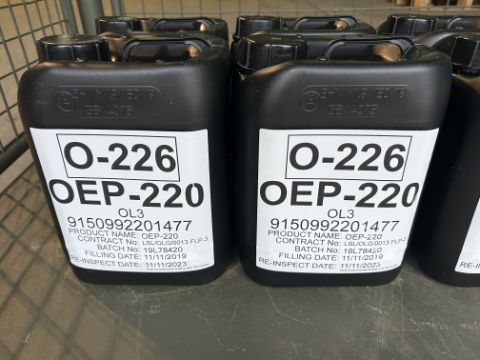 O-226
OEP-220
OL3
9150992201477
PRODUCT NAME: OEP-220
CONTRACT No: LSU/OLG/0013 FLP-3
BATCH No: 19L78420
FILLING DATE: 11/11/2019
RE-INSPECT DATE: 11/11/2023
O-226
OEP-220
OL3
9150992201477
PRODUCT NAME: OEP-220
CONTRACT No: LSU/OLG/0013 FLP-3
BATCH No: 19L78420
FILLING DATE: 11/11/2019
RE-INSPECT DATE: 11/11/2023